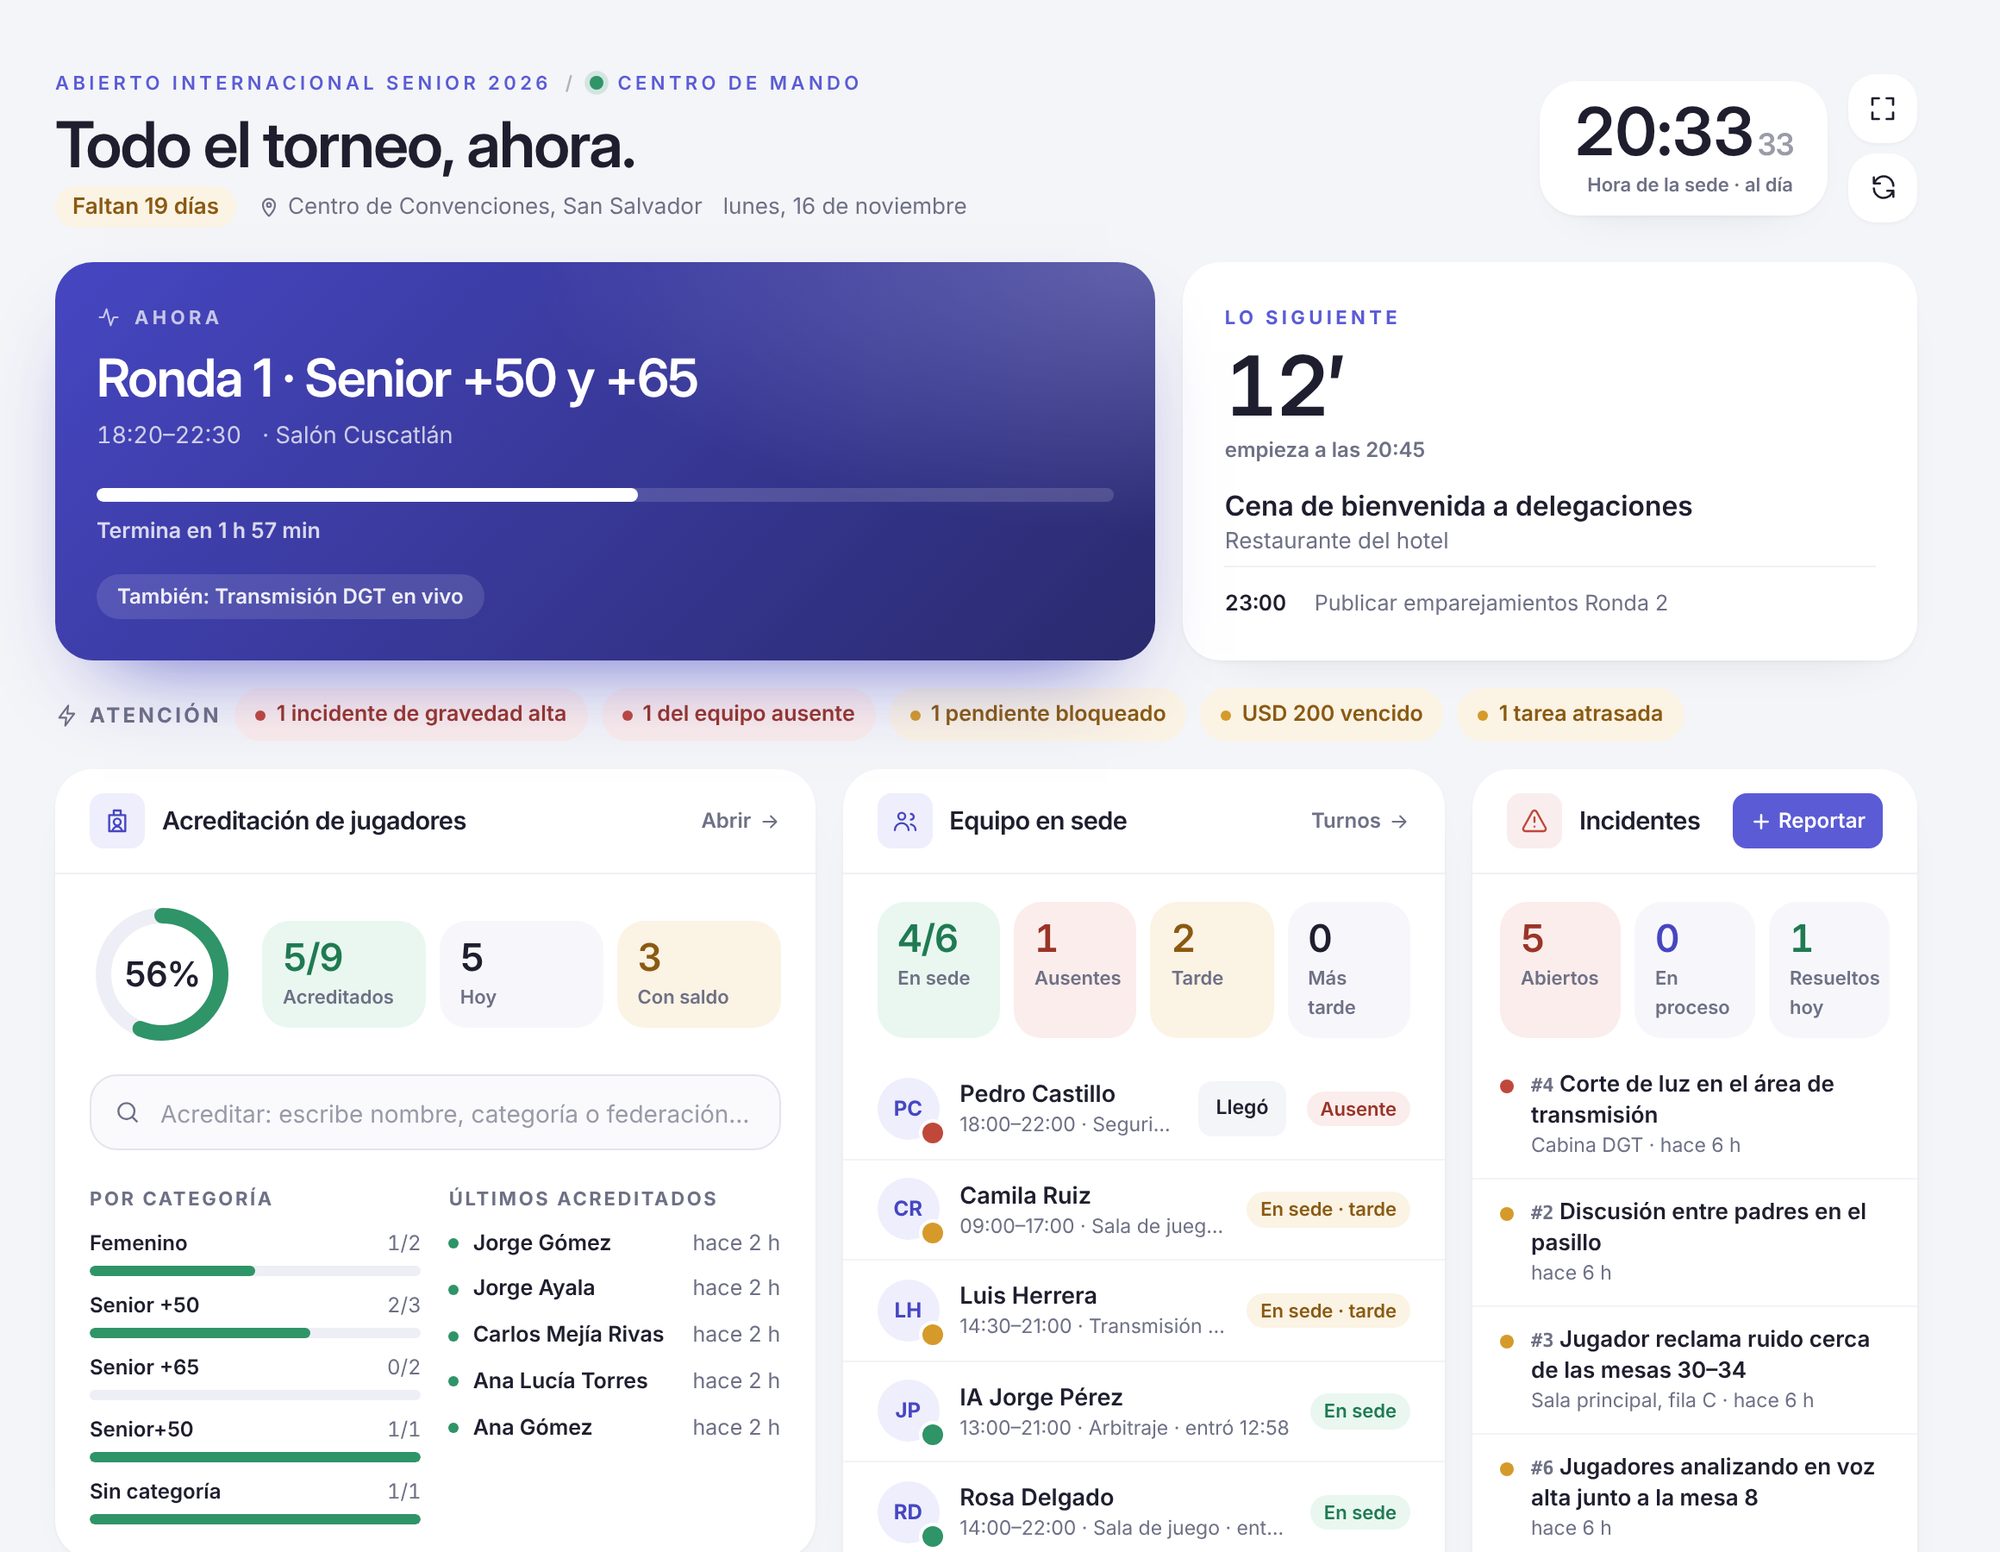 ABIERTO INTERNACIONAL SENIOR 2026 / CENTRO DE MANDO
Todo el torneo, ahora.
Faltan 19 días Centro de Convenciones, San Salvador lunes, 16 de noviembre
20:33 33
Hora de la sede · al día
AHORA
Ronda 1 · Senior +50 y +65
18:20–22:30 · Salón Cuscatlán
Termina en 1 h 57 min
También: Transmisión DGT en vivo
LO SIGUIENTE
12′
empieza a las 20:45
Cena de bienvenida a delegaciones
Restaurante del hotel
23:00 Publicar emparejamientos Ronda 2
ATENCIÓN 1 incidente de gravedad alta 1 del equipo ausente 1 pendiente bloqueado USD 200 vencido 1 tarea atrasada
Acreditación de jugadores Abrir →
56%
5/9 Acreditados
5 Hoy
3 Con saldo
Acreditar: escribe nombre, categoría o federación...
POR CATEGORÍA
Femenino 1/2
Senior +50 2/3
Senior +65 0/2
Senior+50 1/1
Sin categoría 1/1
ÚLTIMOS ACREDITADOS
Jorge Gómez hace 2 h
Jorge Ayala hace 2 h
Carlos Mejía Rivas hace 2 h
Ana Lucía Torres hace 2 h
Ana Gómez hace 2 h
Equipo en sede Turnos →
4/6 En sede
1 Ausentes
2 Tarde
0 Más tarde
PC Pedro Castillo Llegó Ausente
18:00–22:00 · Seguri...
CR Camila Ruiz En sede · tarde
09:00–17:00 · Sala de jueg...
LH Luis Herrera En sede · tarde
14:30–21:00 · Transmisión ...
JP IA Jorge Pérez En sede
13:00–21:00 · Arbitraje · entró 12:58
RD Rosa Delgado En sede
14:00–22:00 · Sala de juego · ent...
Incidentes + Reportar
5 Abiertos
0 En proceso
1 Resueltos hoy
#4 Corte de luz en el área de
transmisión
Cabina DGT · hace 6 h
#2 Discusión entre padres en el
pasillo
hace 6 h
#3 Jugador reclama ruido cerca
de las mesas 30–34
Sala principal, fila C · hace 6 h
#6 Jugadores analizando en voz
alta junto a la mesa 8
hace 6 h